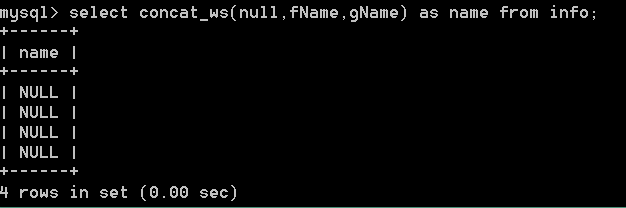 mysql> select concat_ws(null,fName,gName) as name from info;
+------+
| name |
+------+
| NULL |
| NULL |
| NULL |
| NULL |
+------+
4 rows in set (0.00 sec)